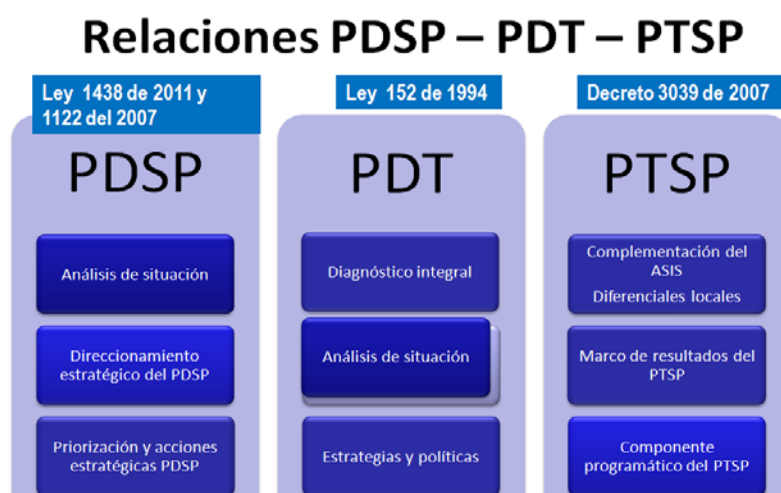 Relaciones PDSP – PDT – PTSP
Ley 1438 de 2011 y
1122 del 2007
PDSP
Análisis de situación
Direccionamiento
estratégico del PDSP
Priorización y acciones
estratégicas PDSP
Ley 152 de 1994
PDT
Diagnóstico integral
Análisis de situación
Estrategias y políticas
Decreto 3039 de 2007
PTSP
Complementación del
ASIS
Diferenciales locales
Marco de resultados del
PTSP
Componente
programático del PTSP